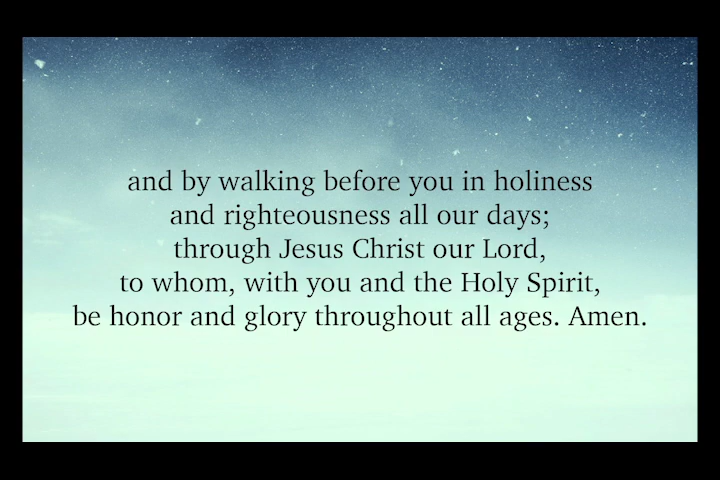 and by walking before you in holiness
and righteousness all our days;
through Jesus Christ our Lord,
to whom, with you and the Holy Spirit,
be honor and glory throughout all ages. Amen.